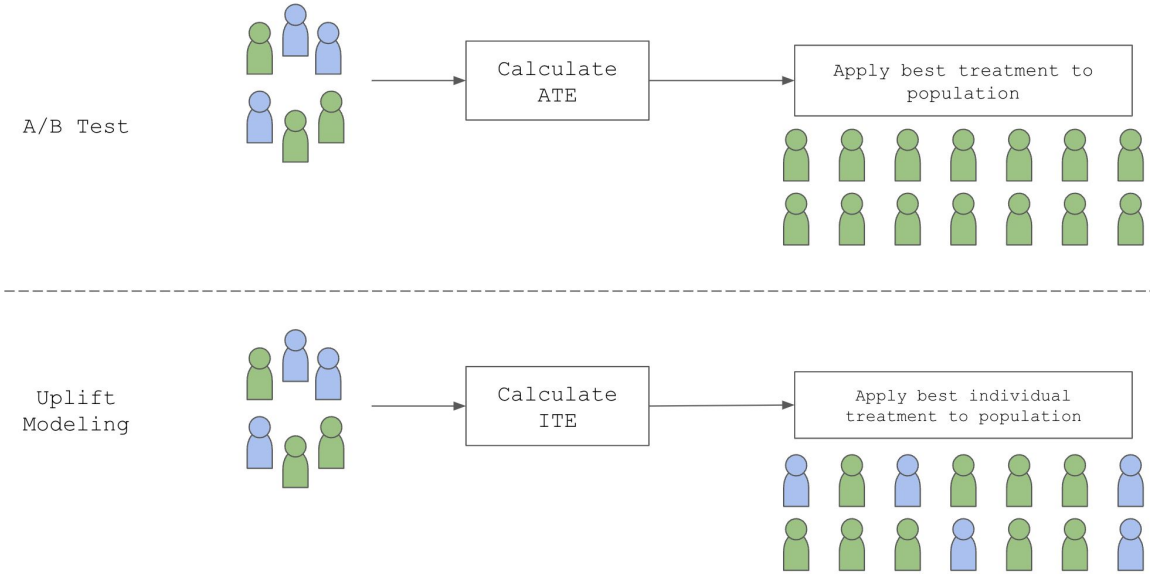 A/B Test
Calculate
ATE
Apply best treatment to
population
Uplift
Modeling
Calculate
ITE
Apply best individual
treatment to population